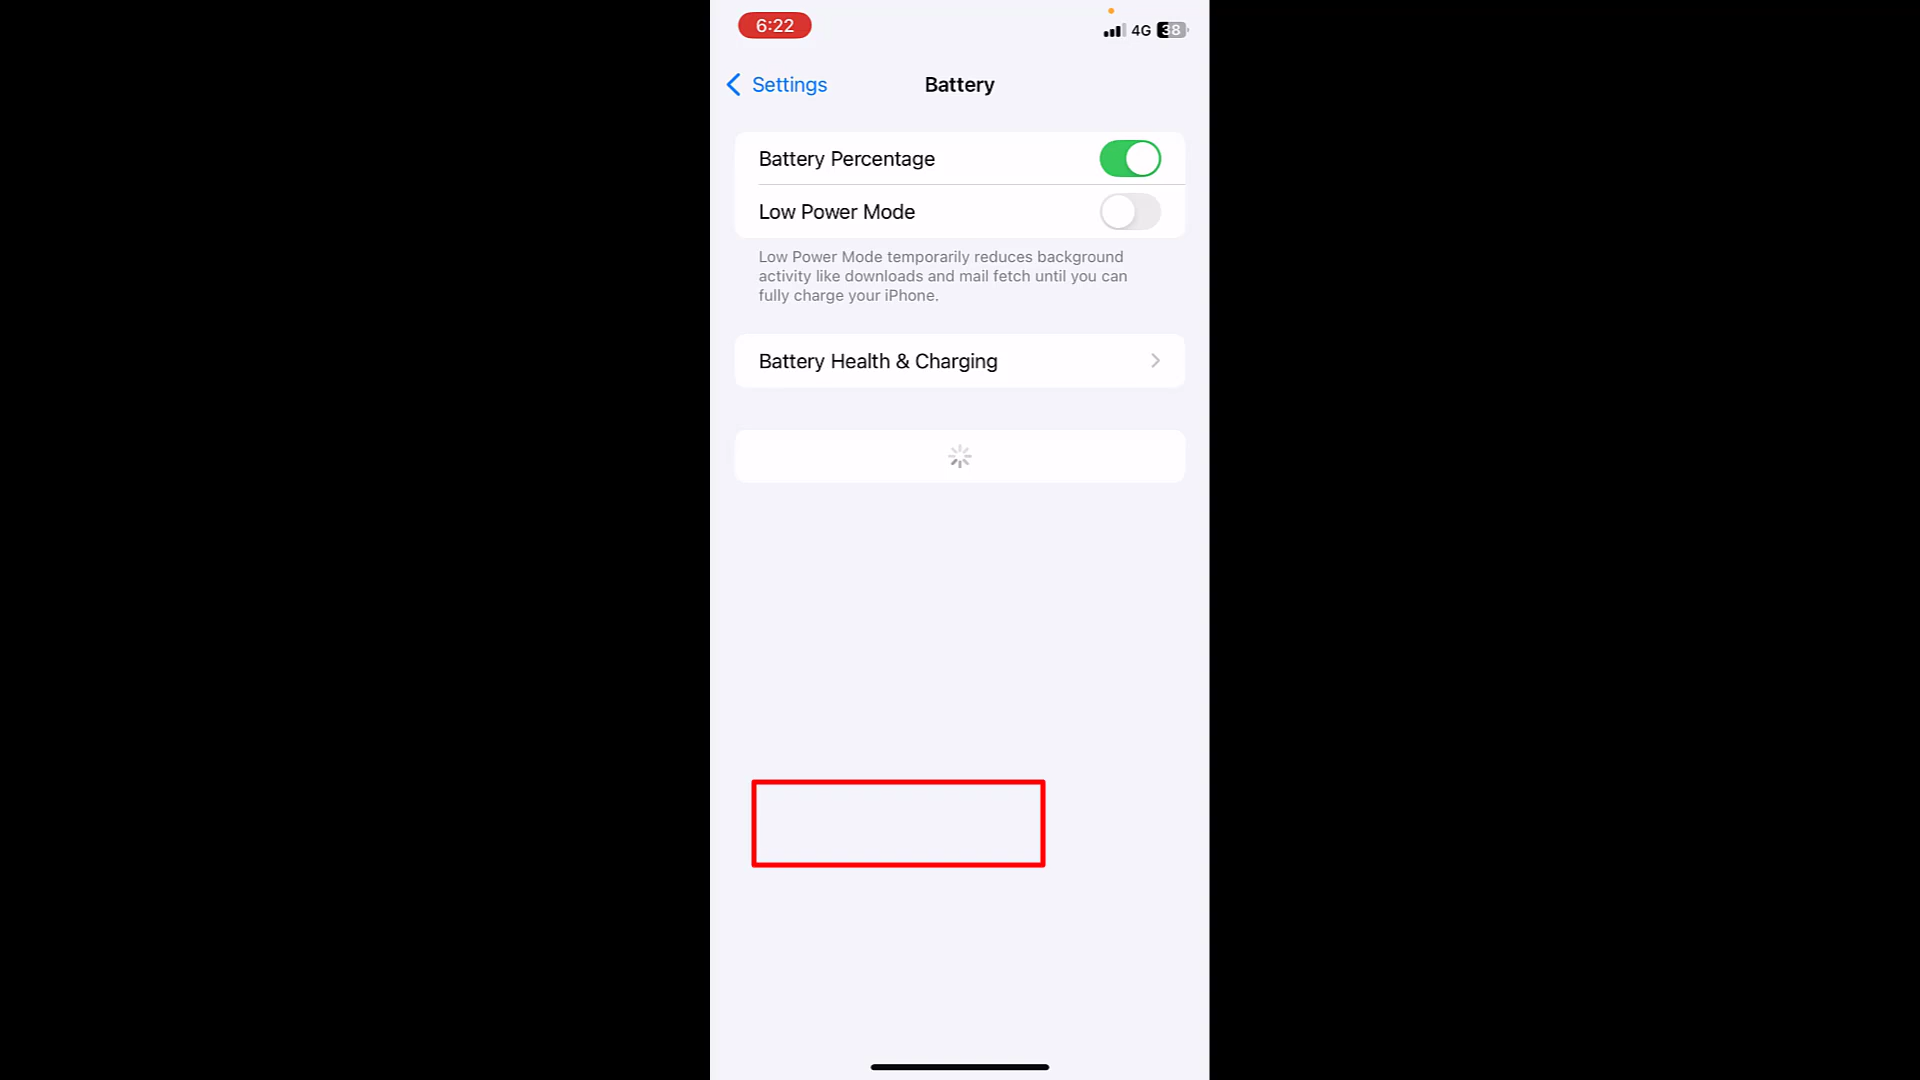 6:22
4G 38
Settings
Battery
Battery Percentage
Low Power Mode
Low Power Mode temporarily reduces background
activity like downloads and mail fetch until you can
fully charge your iPhone.
Battery Health & Charging